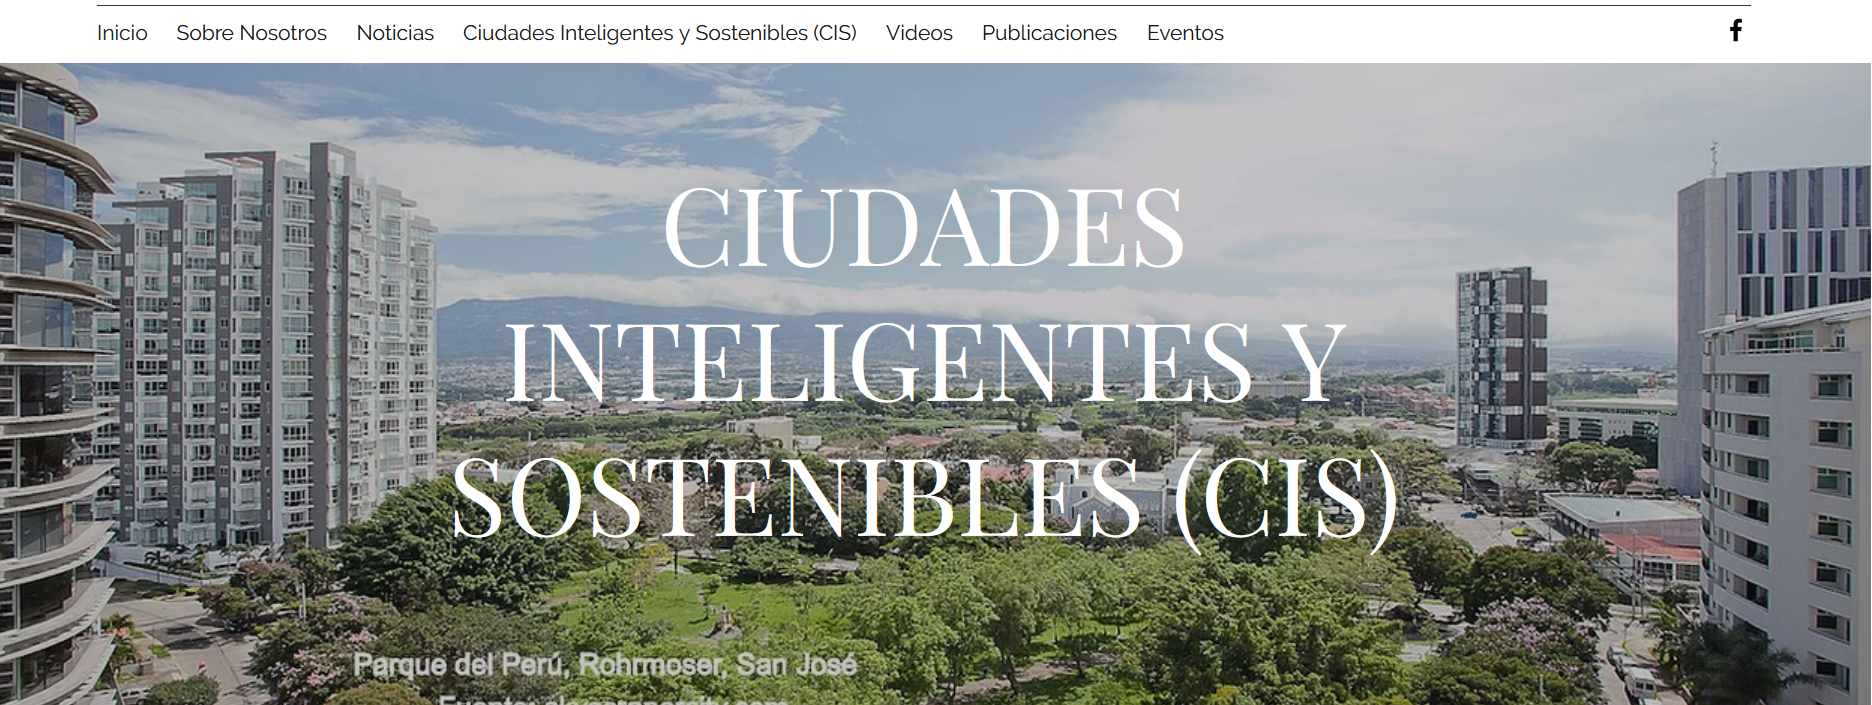 Inicio Sobre Nosotros Noticias Ciudades Inteligentes y Sostenibles (CIS) Videos Publicaciones Eventos
CIUDADES
INTELIGENTES Y
SOSTENIBLES (CIS)
Parque del Perú, Rohrmoser, San José